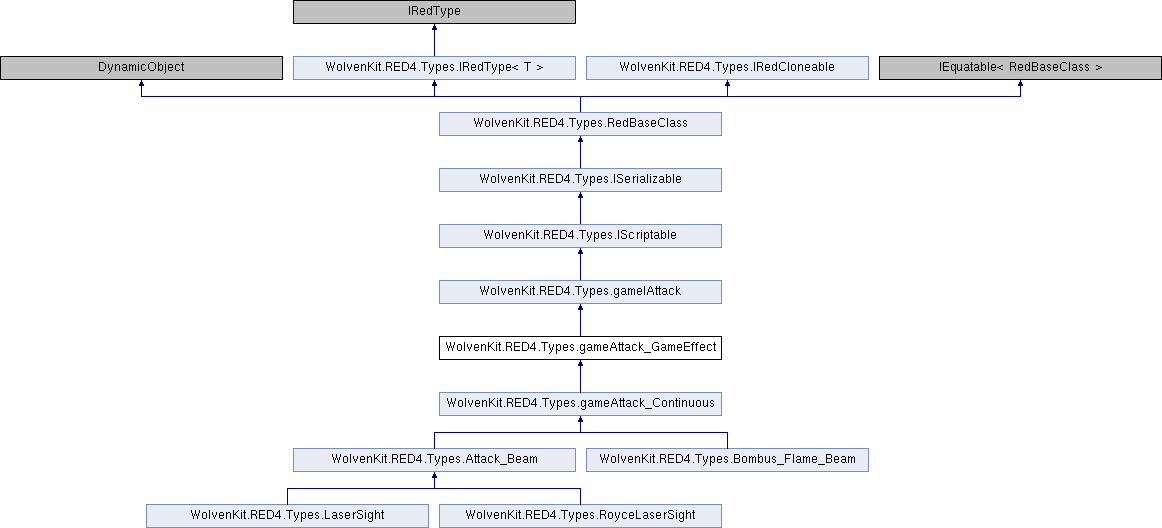 IRedType
DynamicObject
WolvenKit.RED4.Types.IRedType< T >
WolvenKit.RED4.Types.IRedCloneable
IEquatable< RedBaseClass >
WolvenKit.RED4.Types.RedBaseClass
WolvenKit.RED4.Types.ISerializable
WolvenKit.RED4.Types.IScriptable
WolvenKit.RED4.Types.gameIAttack
WolvenKit.RED4.Types.gameAttack_GameEffect
WolvenKit.RED4.Types.gameAttack_Continuous
WolvenKit.RED4.Types.Attack_Beam
WolvenKit.RED4.Types.Bombus_Flame_Beam
WolvenKit.RED4.Types.LaserSight
WolvenKit.RED4.Types.RoyceLaserSight